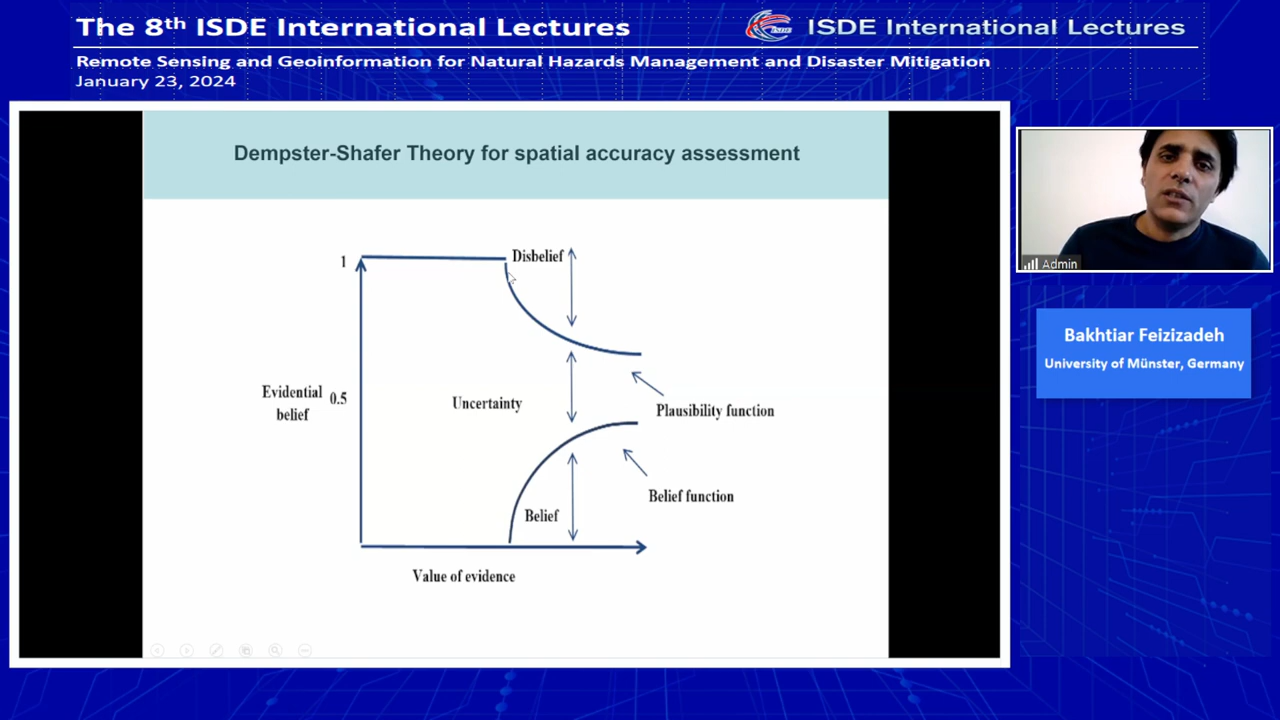 The 8th ISDE International Lectures
ISDE
ISDE International Lectures
Remote Sensing and Geoinformation for Natural Hazards Management and Disaster Mitigation
January 23, 2024
Dempster-Shafer Theory for spatial accuracy assessment
1
Disbelief
Evidential
belief
0.5
Uncertainty
Plausibility function
Belief function
Belief
Value of evidence
Admin
Bakhtiar Feizizadeh
University of Münster, Germany